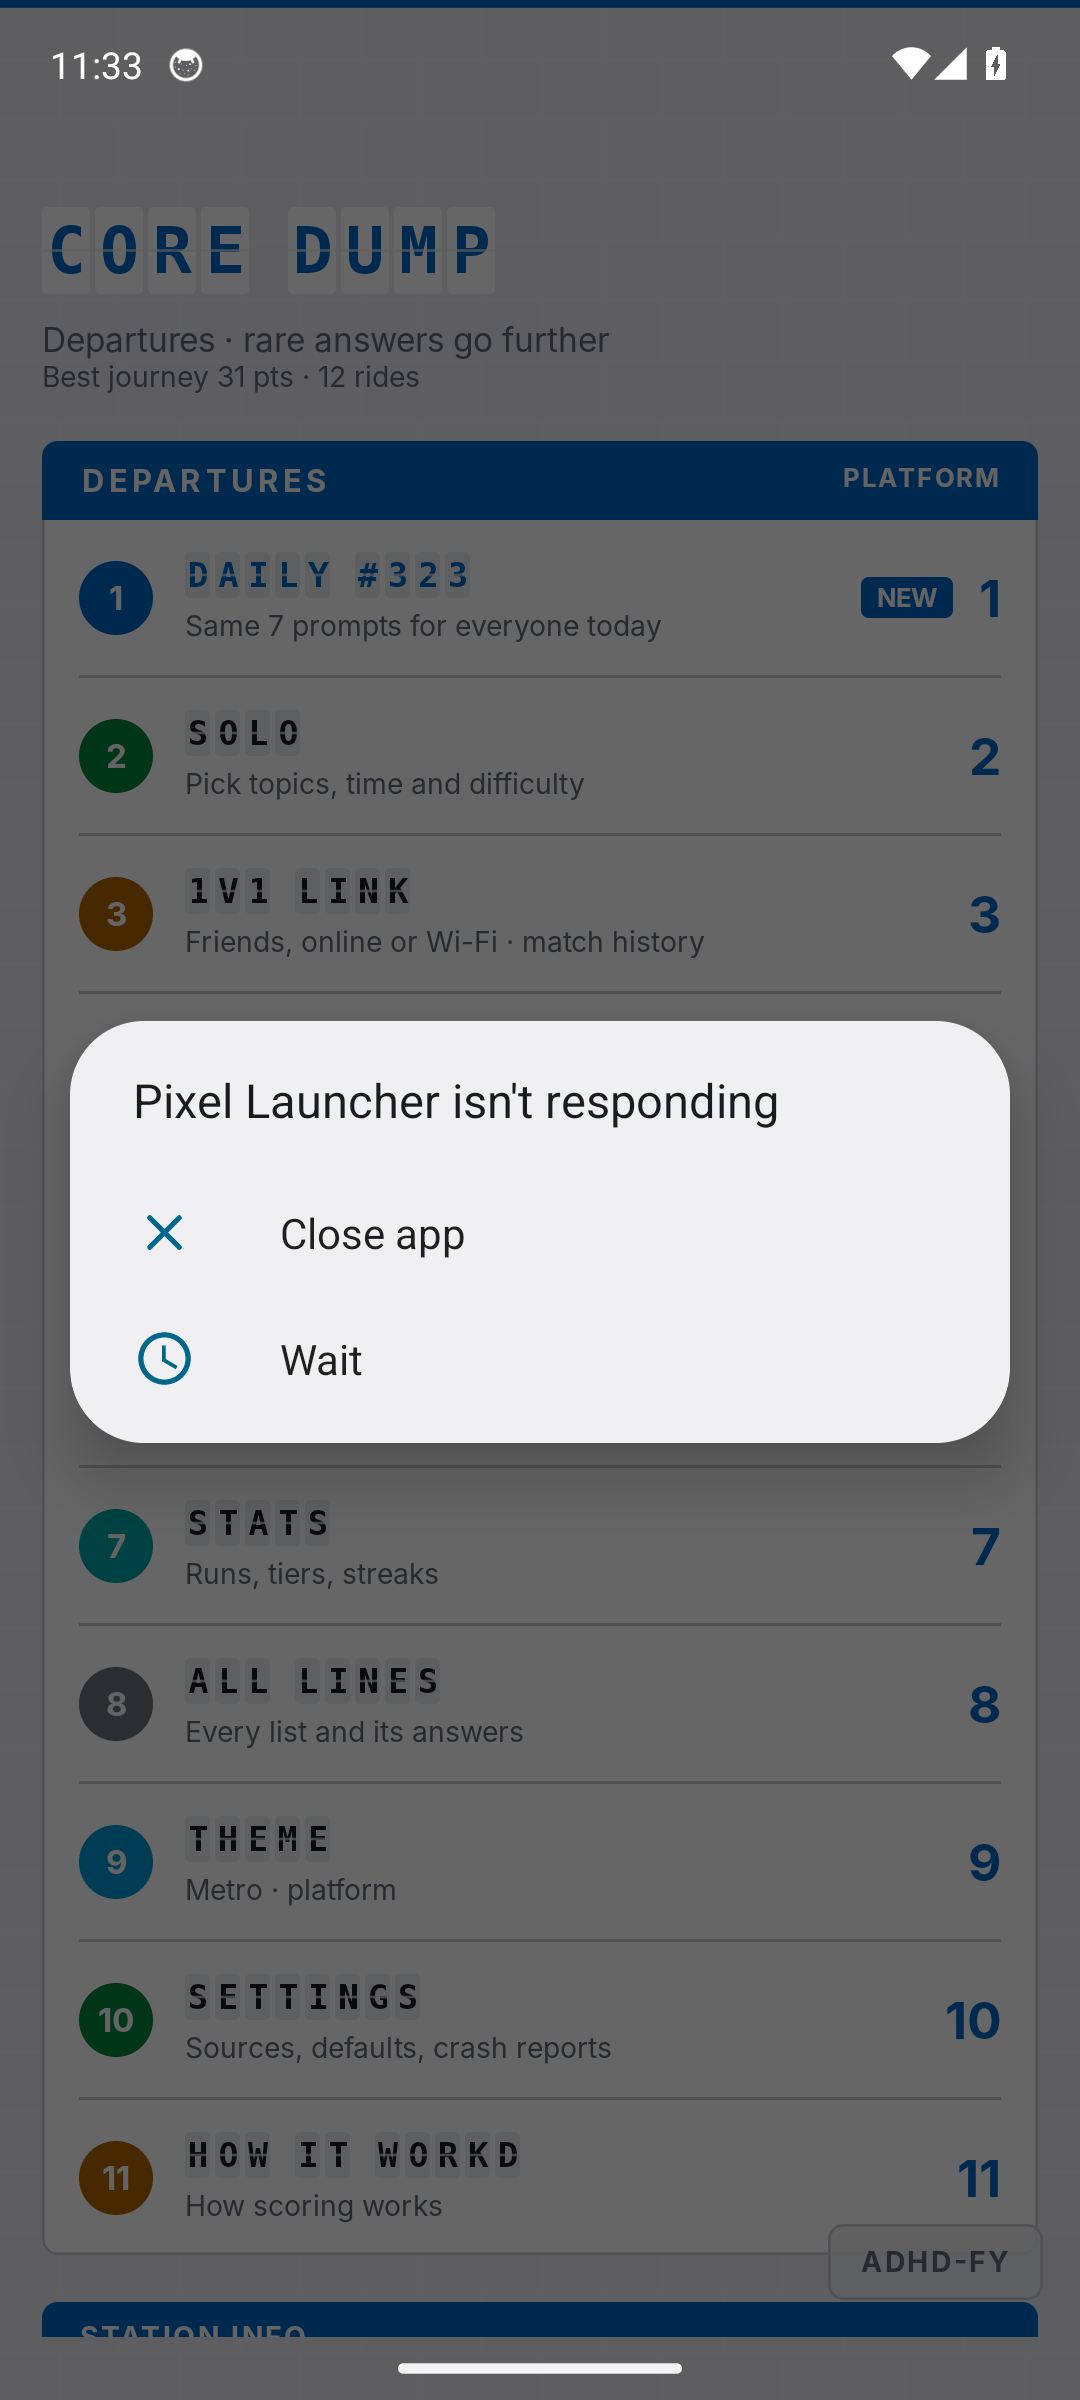 11:33
CORE DUMP
Departures · rare answers go further
Best journey 31 pts · 12 rides
DEPARTURES PLATFORM
1 DAILY #323 NEW 1
Same 7 prompts for everyone today
2 SOLO 2
Pick topics, time and difficulty
3 1V1 LINK 3
Friends, online or Wi-Fi · match history
Pixel Launcher isn't responding
Close app
Wait
7 STATS 7
Runs, tiers, streaks
8 ALL LINES 8
Every list and its answers
9 THEME 9
Metro · platform
10 SETTINGS 10
Sources, defaults, crash reports
11 HOW IT WORKD 11
How scoring works
ADHD-FY
STATION INFO